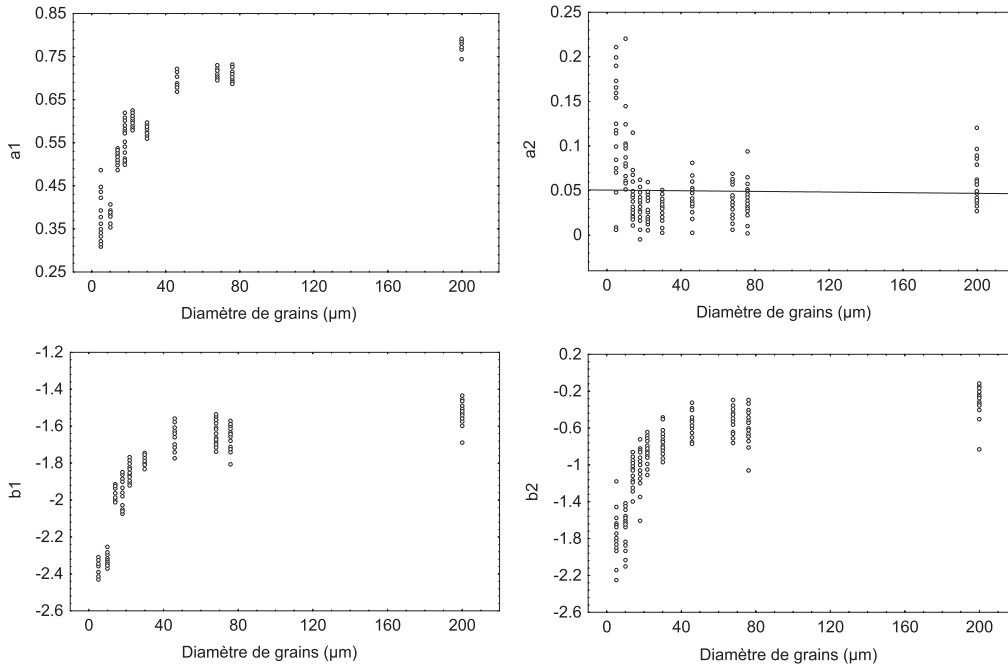 0.85
0.75
0.65
0.55
0.45
0.35
0.25
a1
0 40 80 120 160 200
Diamètre de grains (µm)
0.25
0.2
0.15
0.1
0.05
0
a2
0 40 80 120 160 200
Diamètre de grains (µm)
-1.2
-1.4
-1.6
-1.8
-2
-2.2
-2.4
-2.6
b1
0 40 80 120 160 200
Diamètre de grains (µm)
0.2
-0.2
-0.6
-1
-1.4
-1.8
-2.2
-2.6
b2
0 40 80 120 160 200
Diamètre de grains (µm)